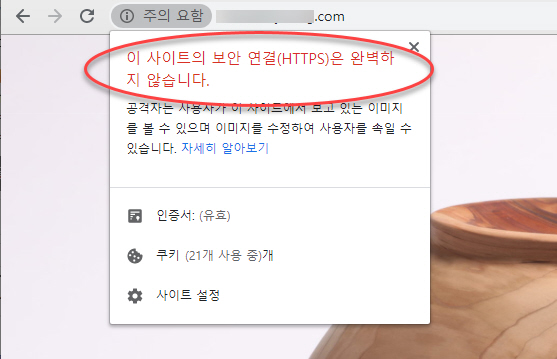 주의 요함
g.com
이 사이트의 보안 연결(HTTPS)은 완벽하
지 않습니다.
공격자는 사용자가 이 사이트에서 보고 있는 이미지
를 볼 수 있으며 이미지를 수정하여 사용자를 속일 수
있습니다. 자세히 알아보기
인증서: (유효)
쿠키 (21개 사용 중)개
사이트 설정